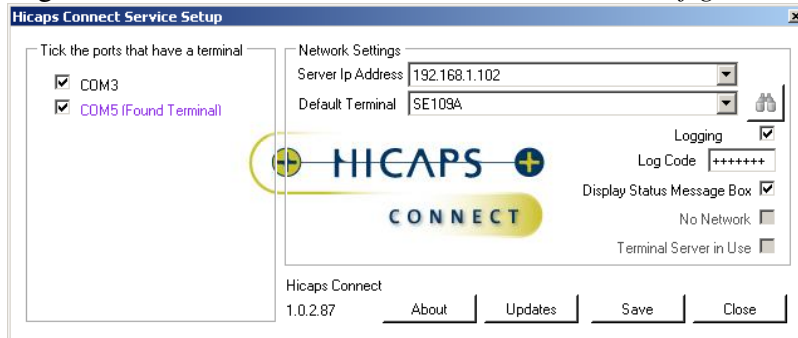 Hicaps Connect Service Setup
Tick the ports that have a terminal
COM3
COM5 (Found Terminal)
Network Settings
Server Ip Address 192.168.1.102
Default Terminal SE109A
Logging
Log Code +++++++
Display Status Message Box
No Network
Terminal Server in Use
HICAPS
CONNECT
Hicaps Connect
1.0.2.87 About Updates Save Close